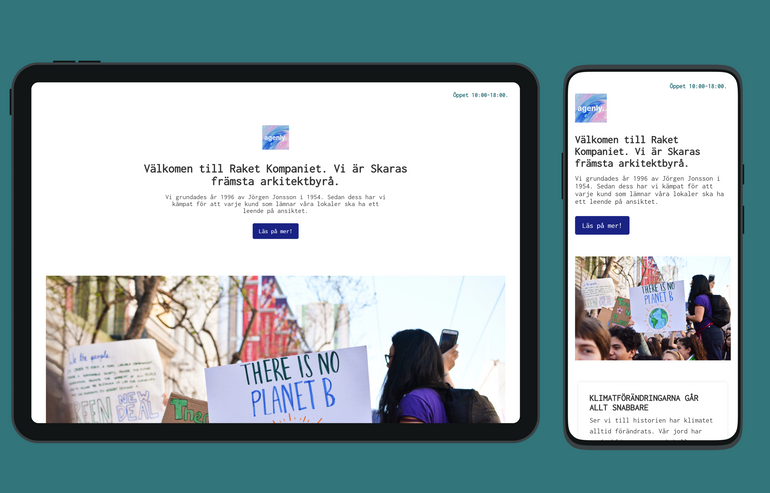 Öppet 10:00-18:00.
agenly.
Välkomen till Raket Kompaniet. Vi är Skaras
främsta arkitektbyrå.
Vi grundades år 1996 av Jörgen Jonsson i 1954. Sedan dess har vi
kämpat för att varje kund som lämnar våra lokaler ska ha ett
leende på ansiktet.
Läs på mer!
We the people
GREEN NEW
DEAL
The
THERE IS NO
PLANET B
Öppet 10:00-18:00.
agenly.
Välkomen till Raket
Kompaniet. Vi är Skaras
främsta arkitektbyrå.
Vi grundades år 1996 av Jörgen Jonsson i
1954. Sedan dess har vi kämpat för att
varje kund som lämnar våra lokaler ska ha
ett leende på ansiktet.
Läs på mer!
THERE IS NO
PLANET B
KLIMATFÖRÄNDRINGARNA GÅR
ALLT SNABBARE
Ser vi till historien har klimatet
alltid förändrats. Vår jord har